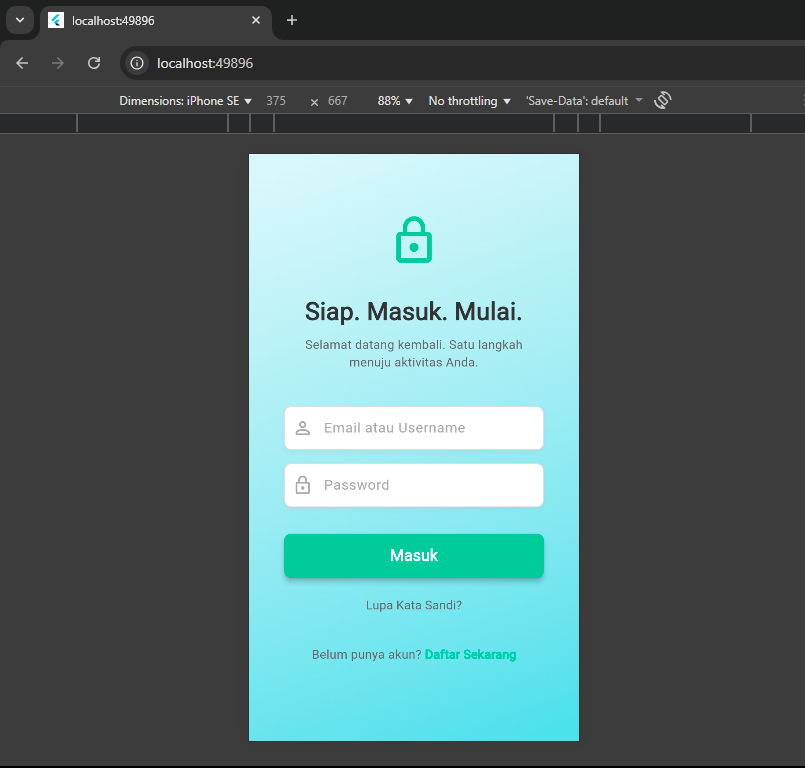 localhost:49896
localhost:49896
Dimensions: iPhone SE 375 × 667 88% No throttling 'Save-Data': default
Siap. Masuk. Mulai.
Selamat datang kembali. Satu langkah
menuju aktivitas Anda.
Email atau Username
Password
Masuk
Lupa Kata Sandi?
Belum punya akun? Daftar Sekarang